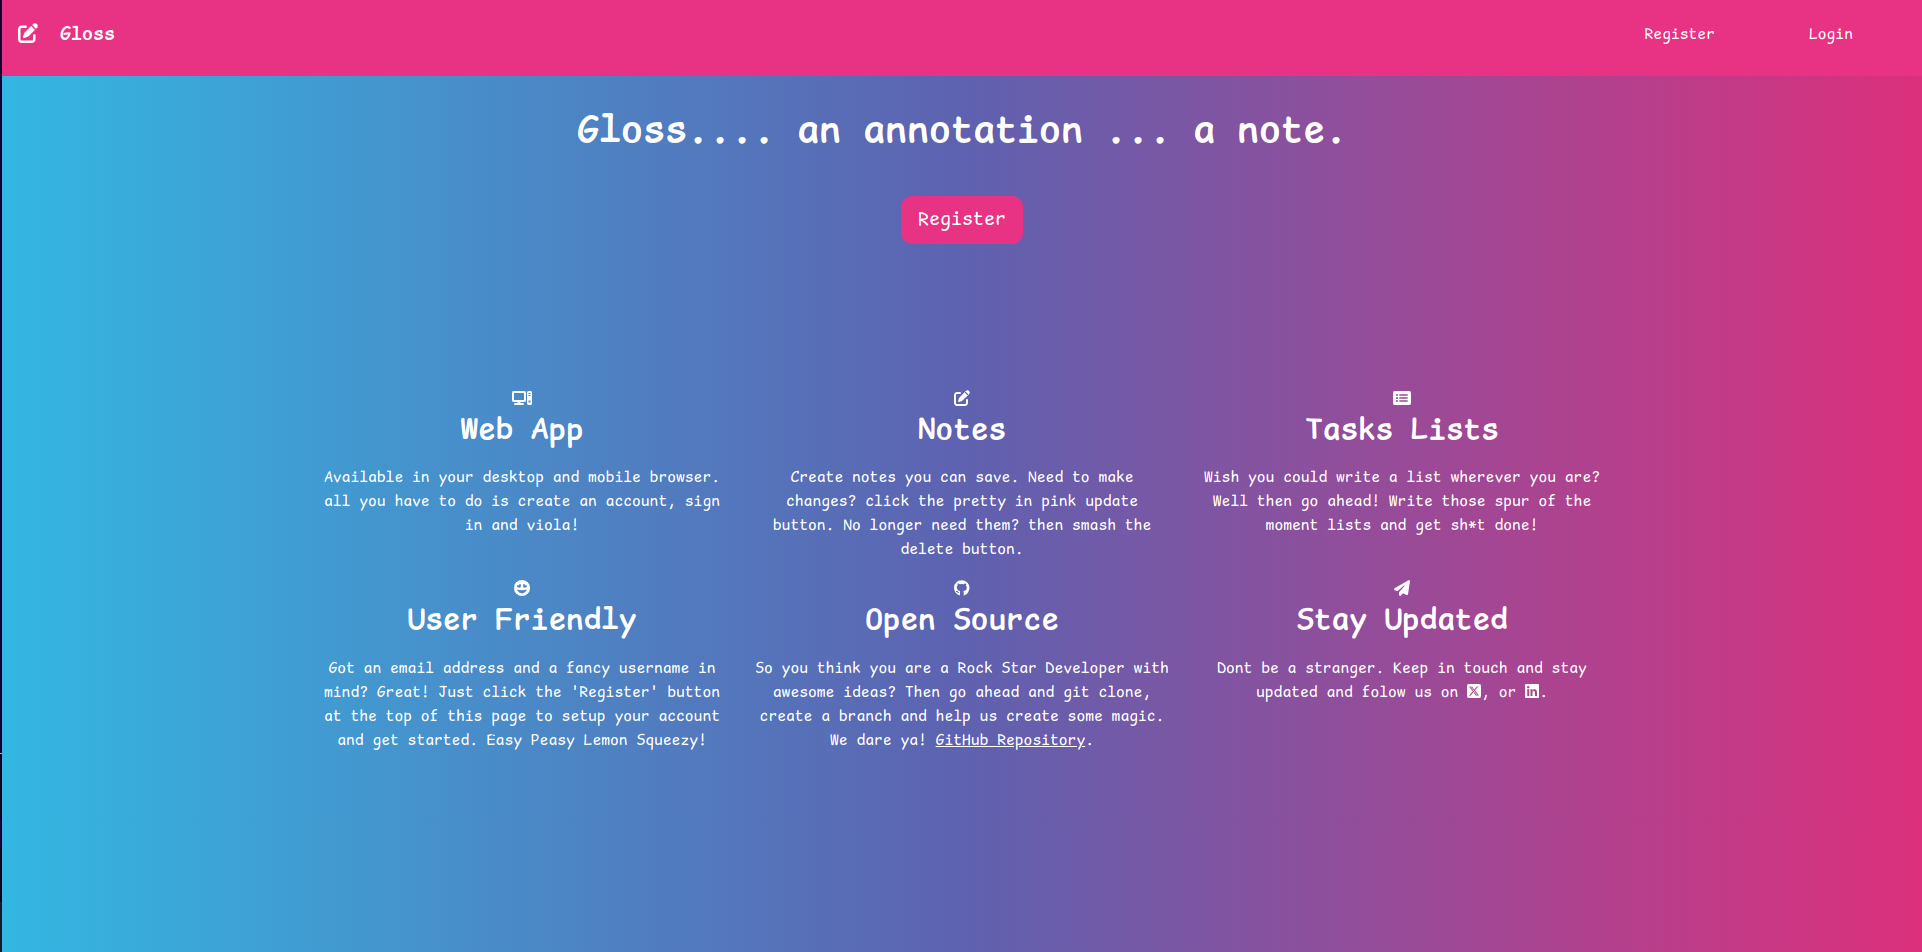 Gloss
Register
Login
Gloss.... an annotation ... a note.
Register
Web App
Available in your desktop and mobile browser.
all you have to do is create an account, sign
in and viola!
Notes
Create notes you can save. Need to make
changes? click the pretty in pink update
button. No longer need them? then smash the
delete button.
Tasks Lists
Wish you could write a list wherever you are?
Well then go ahead! Write those spur of the
moment lists and get sh*t done!
User Friendly
Got an email address and a fancy username in
mind? Great! Just click the 'Register' button
at the top of this page to setup your account
and get started. Easy Peasy Lemon Squeezy!
Open Source
So you think you are a Rock Star Developer with
awesome ideas? Then go ahead and git clone,
create a branch and help us create some magic.
We dare ya! GitHub Repository.
Stay Updated
Dont be a stranger. Keep in touch and stay
updated and folow us on X, or in.